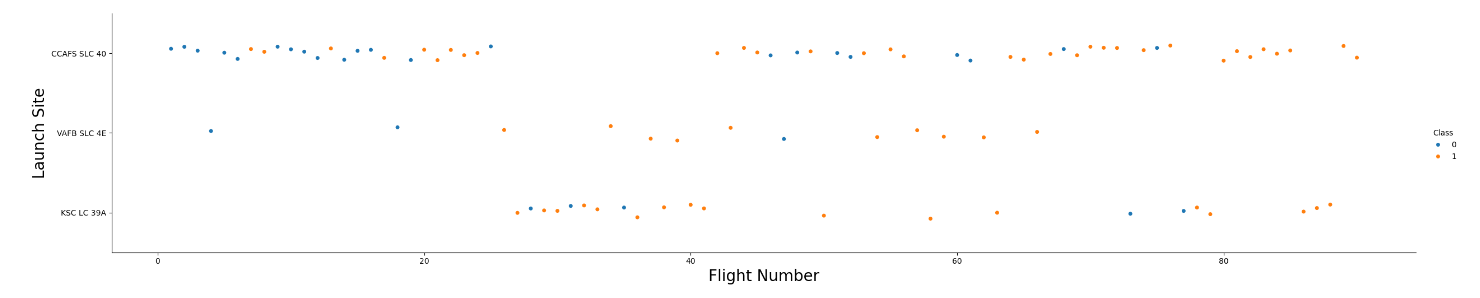 CCAFS SLC 40
VAFB SLC 4E
KSC LC 39A
Launch Site
0 20 40 60 80
Flight Number
Class
0
1